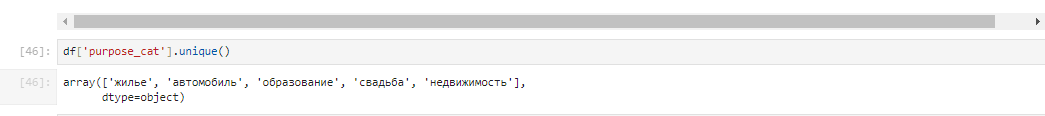 [46]: df['purpose_cat'].unique()
[46]: array(['жилье', 'автомобиль', 'образование', 'свадьба', 'недвижимость'],
dtype=object)